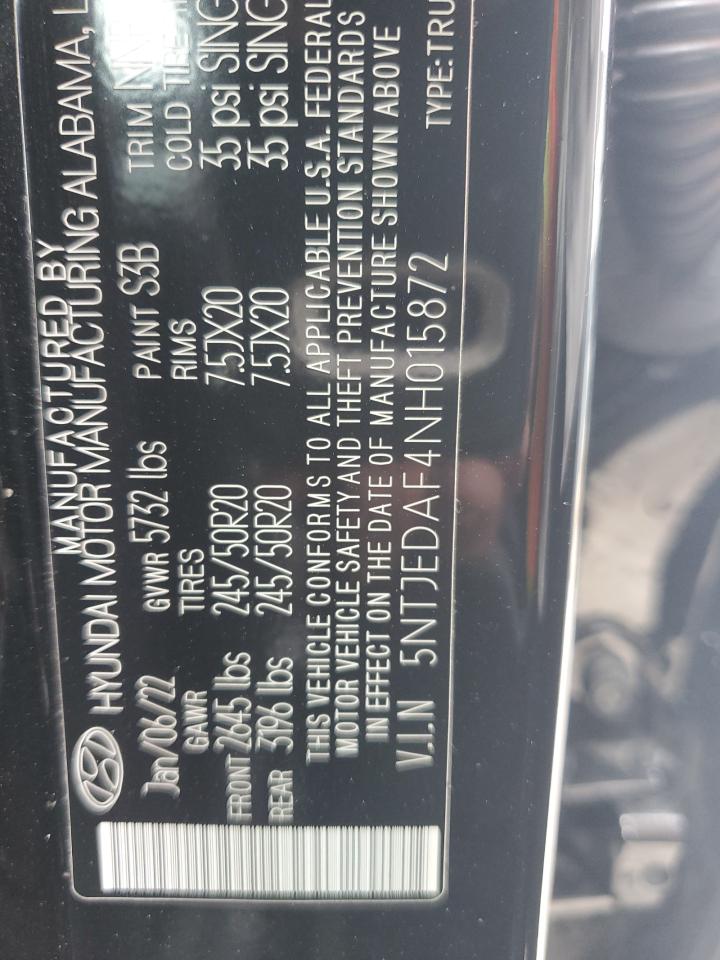 MANUFACTURED BY
HYUNDAI MOTOR MANUFACTURING ALABAMA, L
Jan/06/22 GVWR 5732 lbs PAINT S3B TRIM
GAWR TIRES RIMS COLD TIRE
FRONT 2645 lbs 245/50R20 7.5JX20 35 psi SING
REAR 3196 lbs 245/50R20 7.5JX20 35 psi SING
THIS VEHICLE CONFORMS TO ALL APPLICABLE U.S.A. FEDERAL
MOTOR VEHICLE SAFETY AND THEFT PREVENTION STANDARDS
IN EFFECT ON THE DATE OF MANUFACTURE SHOWN ABOVE
V.I.N 5NTJEDAF4NH015872 TYPE:TRU